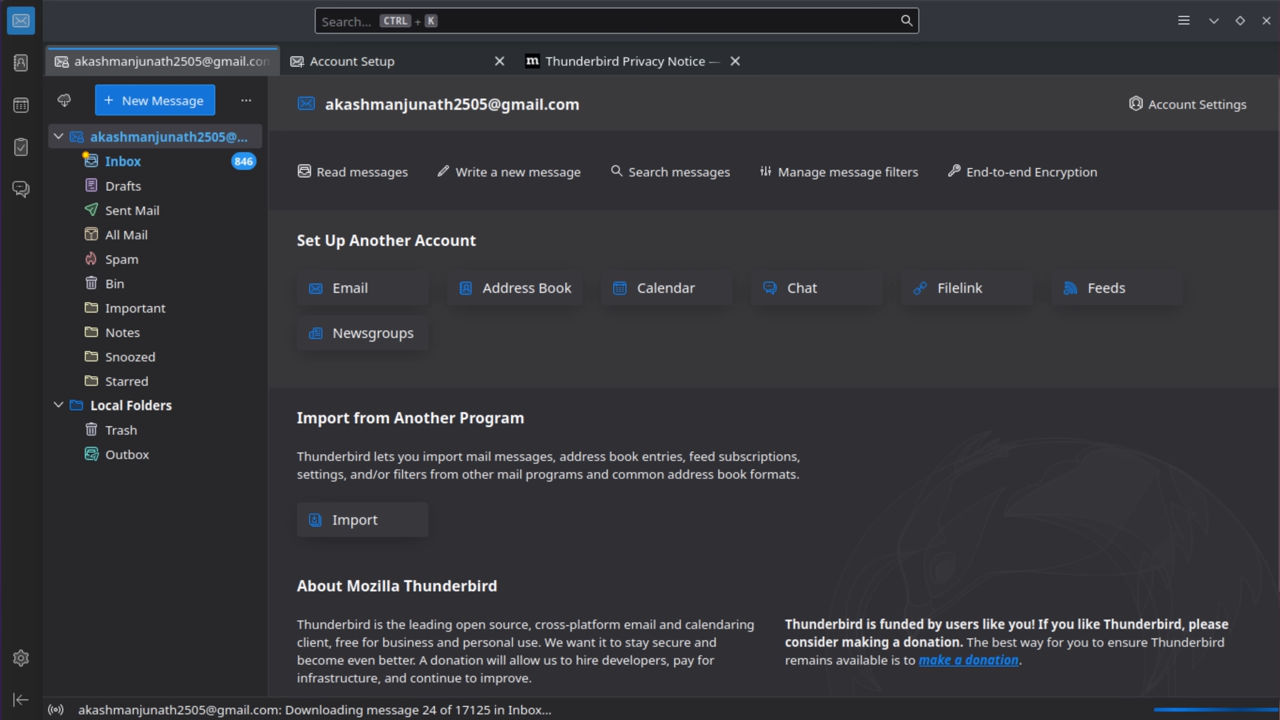 Search... CTRL + K
akashmanjunath2505@gmail.com
Account Setup
Thunderbird Privacy Notice —
New Message
akashmanjunath2505@...
Inbox 846
Drafts
Sent Mail
All Mail
Spam
Bin
Important
Notes
Snoozed
Starred
Local Folders
Trash
Outbox
akashmanjunath2505@gmail.com
Account Settings
Read messages
Write a new message
Search messages
Manage message filters
End-to-end Encryption
Set Up Another Account
Email
Address Book
Calendar
Chat
Filelink
Feeds
Newsgroups
Import from Another Program
Thunderbird lets you import mail messages, address book entries, feed subscriptions,
settings, and/or filters from other mail programs and common address book formats.
Import
About Mozilla Thunderbird
Thunderbird is the leading open source, cross-platform email and calendaring
client, free for business and personal use. We want it to stay secure and
become even better. A donation will allow us to hire developers, pay for
infrastructure, and continue to improve.
Thunderbird is funded by users like you! If you like Thunderbird, please
consider making a donation. The best way for you to ensure Thunderbird
remains available is to make a donation.
akashmanjunath2505@gmail.com: Downloading message 24 of 17125 in Inbox...